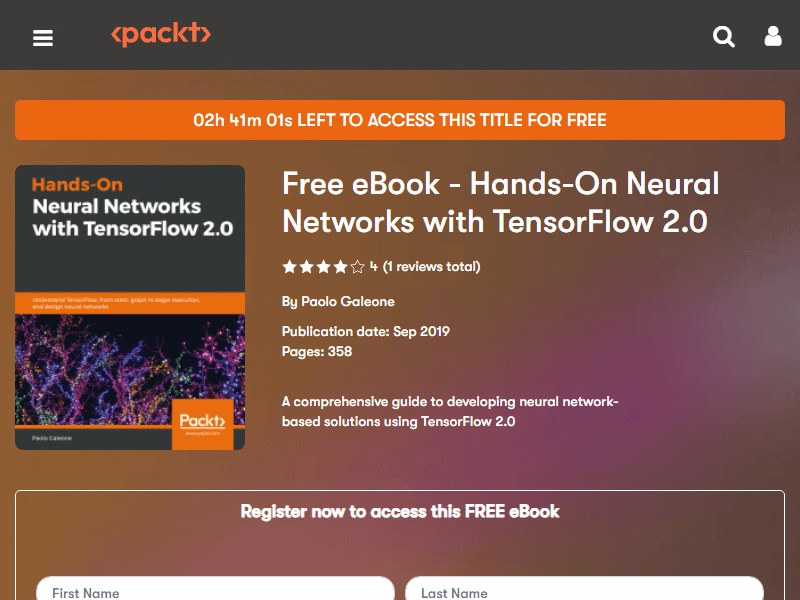 <packt>
02h 41m 01s LEFT TO ACCESS THIS TITLE FOR FREE
Hands-On
Neural Networks
with TensorFlow 2.0
Understand TensorFlow, from static graph to eager execution,
and design neural networks
Packt>
www.packt.com
Paolo Galeone
Free eBook - Hands-On Neural
Networks with TensorFlow 2.0
4 (1 reviews total)
By Paolo Galeone
Publication date: Sep 2019
Pages: 358
A comprehensive guide to developing neural network-
based solutions using TensorFlow 2.0
Register now to access this FREE eBook
First Name
Last Name